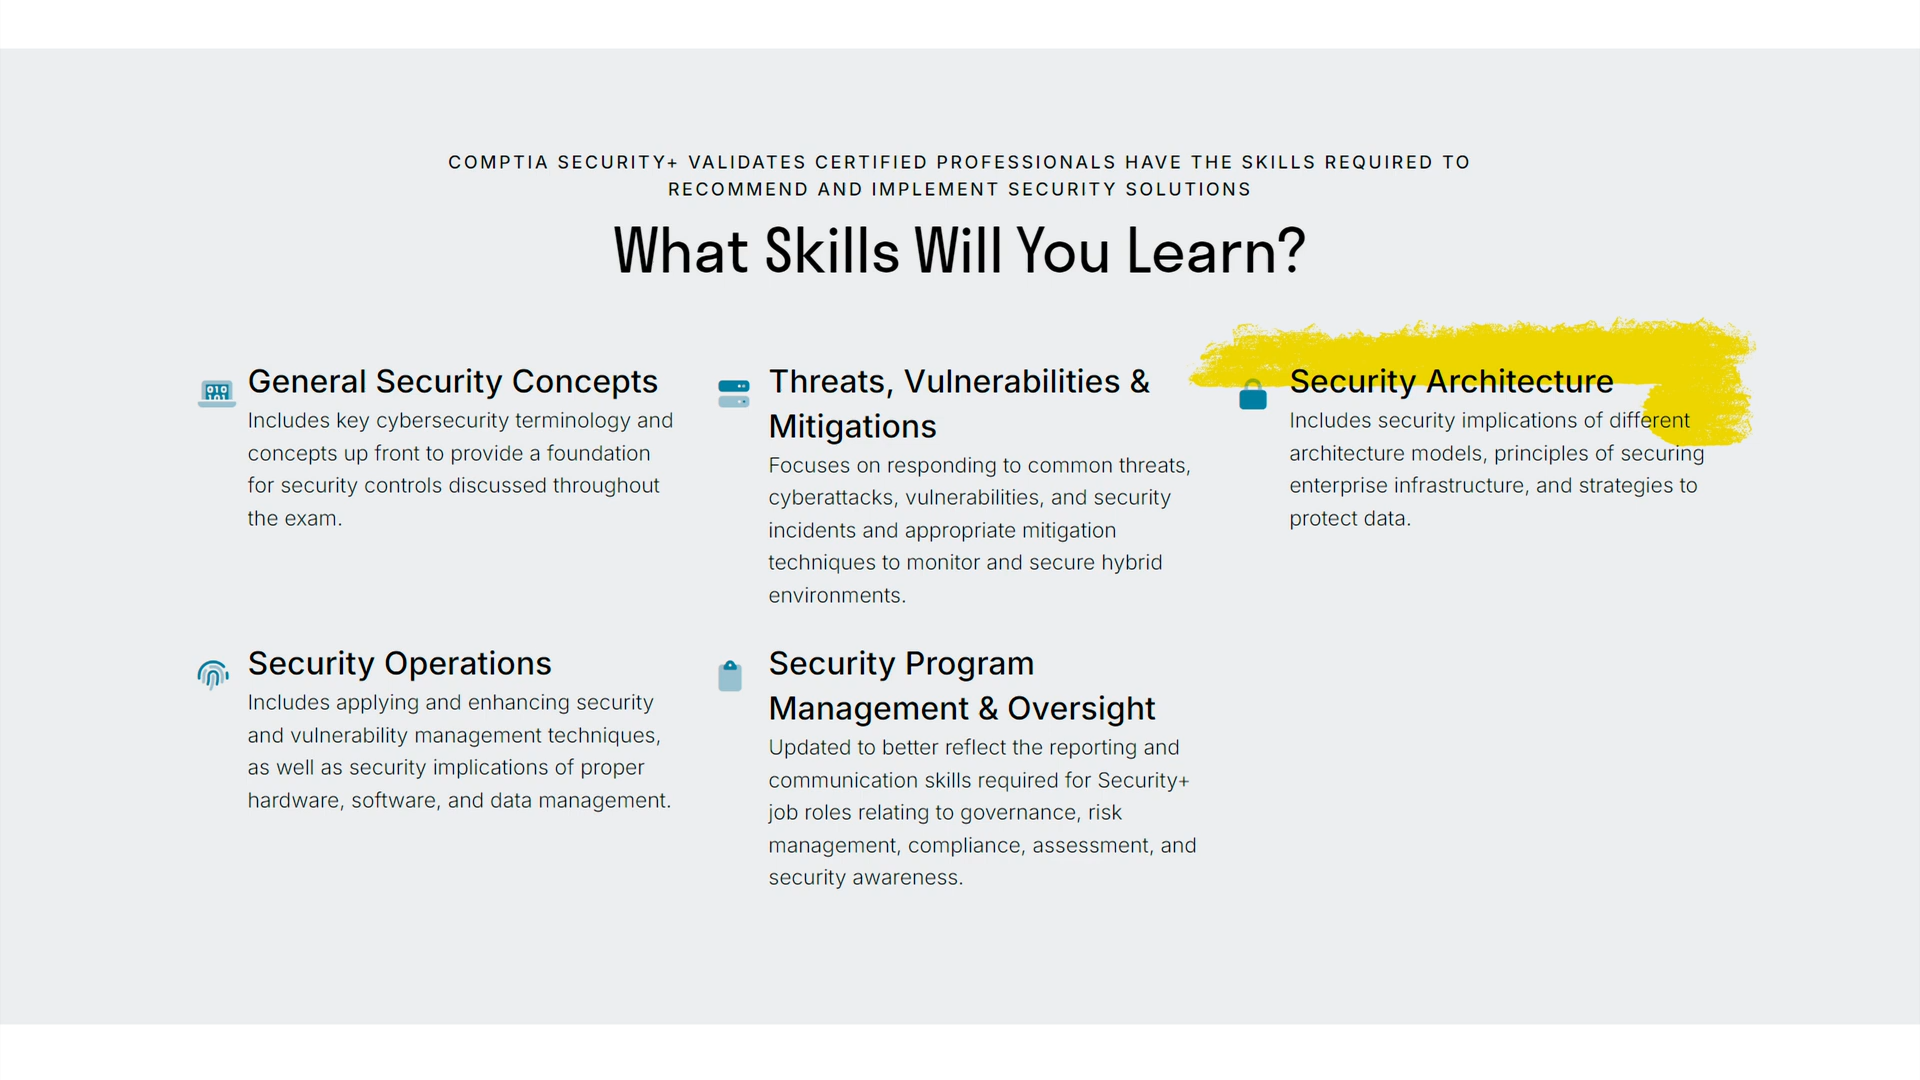 COMPTIA SECURITY+ VALIDATES CERTIFIED PROFESSIONALS HAVE THE SKILLS REQUIRED TO
RECOMMEND AND IMPLEMENT SECURITY SOLUTIONS
What Skills Will You Learn?
General Security Concepts
Includes key cybersecurity terminology and
concepts up front to provide a foundation
for security controls discussed throughout
the exam.
Threats, Vulnerabilities &
Mitigations
Focuses on responding to common threats,
cyberattacks, vulnerabilities, and security
incidents and appropriate mitigation
techniques to monitor and secure hybrid
environments.
Security Architecture
Includes security implications of different
architecture models, principles of securing
enterprise infrastructure, and strategies to
protect data.
Security Operations
Includes applying and enhancing security
and vulnerability management techniques,
as well as security implications of proper
hardware, software, and data management.
Security Program
Management & Oversight
Updated to better reflect the reporting and
communication skills required for Security+
job roles relating to governance, risk
management, compliance, assessment, and
security awareness.